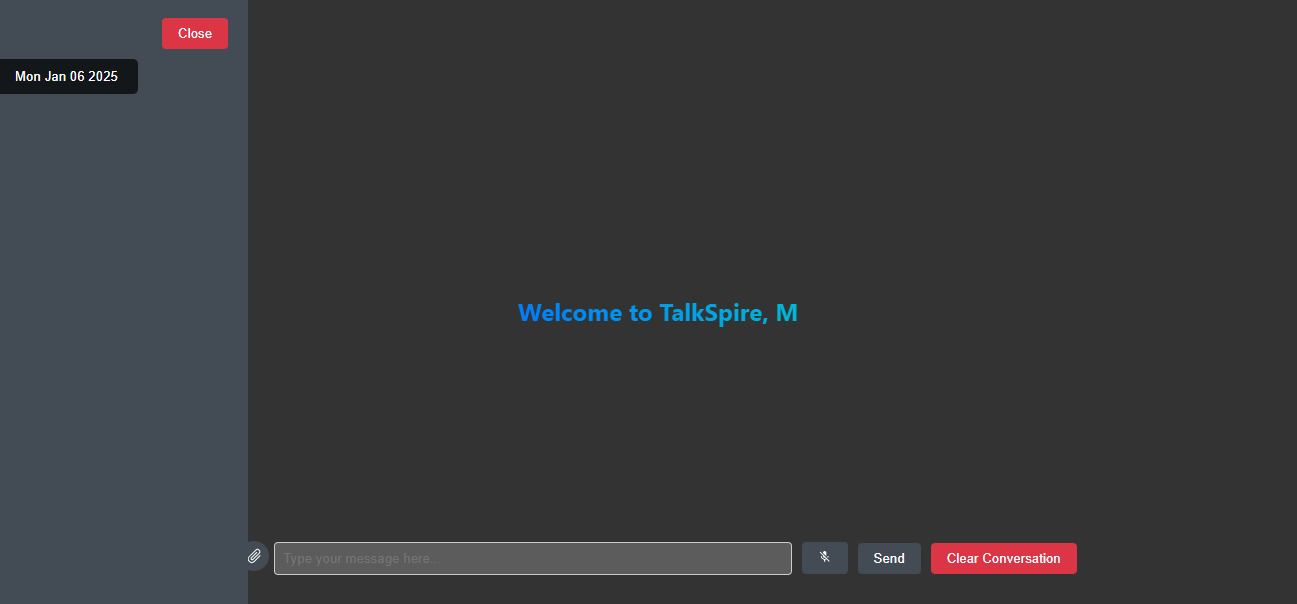 Close
Mon Jan 06 2025
Welcome to TalkSpire, M
Type your message here...
Send
Clear Conversation